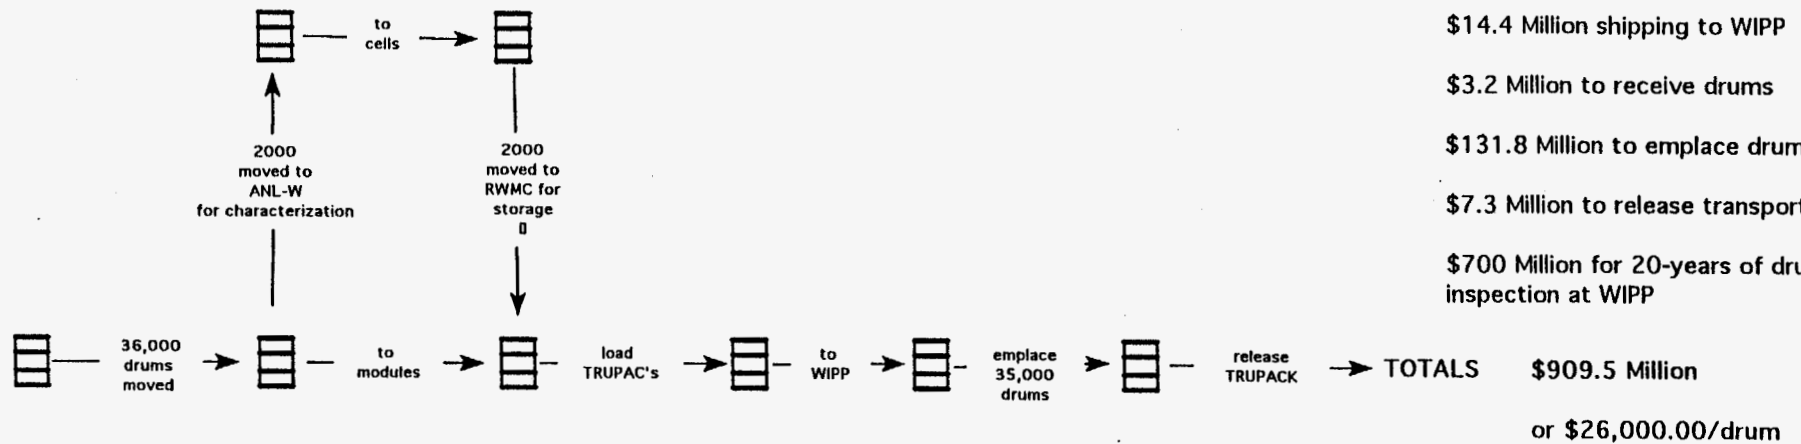 to
cells
2000
moved to
ANL-W
for characterization
2000
moved to
RWMC for
storage
36,000
drums
moved
to
modules
load
TRUPAC's
to
WIPP
emplace
35,000
drums
release
TRUPACK
TOTALS
$14.4 Million shipping to WIPP
$3.2 Million to receive drums
$131.8 Million to emplace drum
$7.3 Million to release transport
$700 Million for 20-years of dru
inspection at WIPP
$909.5 Million
or $26,000.00/drum